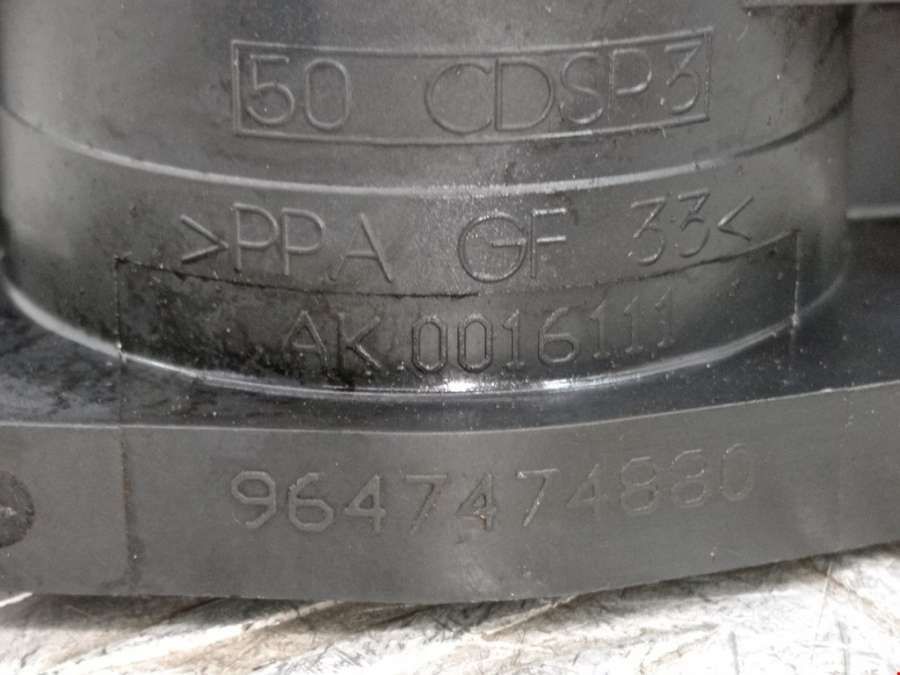 50 CDSP3
>PPA GF 33<
AK.0016111
9647474880